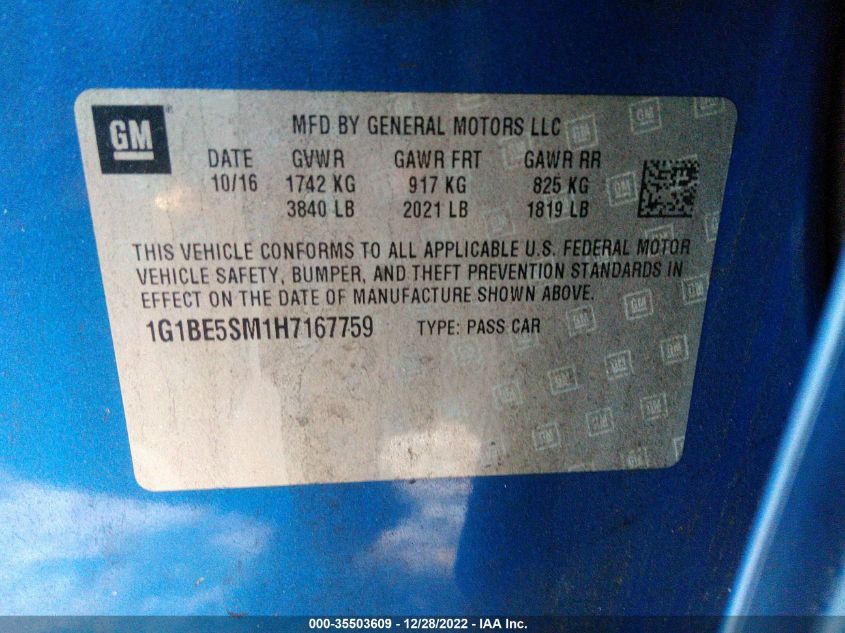 GM
MFD BY GENERAL MOTORS LLC
DATE GVWR GAWR FRT GAWR RR
10/16 1742 KG 917 KG 825 KG
3840 LB 2021 LB 1819 LB
THIS VEHICLE CONFORMS TO ALL APPLICABLE U.S. FEDERAL MOTOR
VEHICLE SAFETY, BUMPER, AND THEFT PREVENTION STANDARDS IN
EFFECT ON THE DATE OF MANUFACTURE SHOWN ABOVE.
1G1BE5SM1H7167759 TYPE: PASS CAR
000-35503609 - 12/28/2022 - IAA Inc.